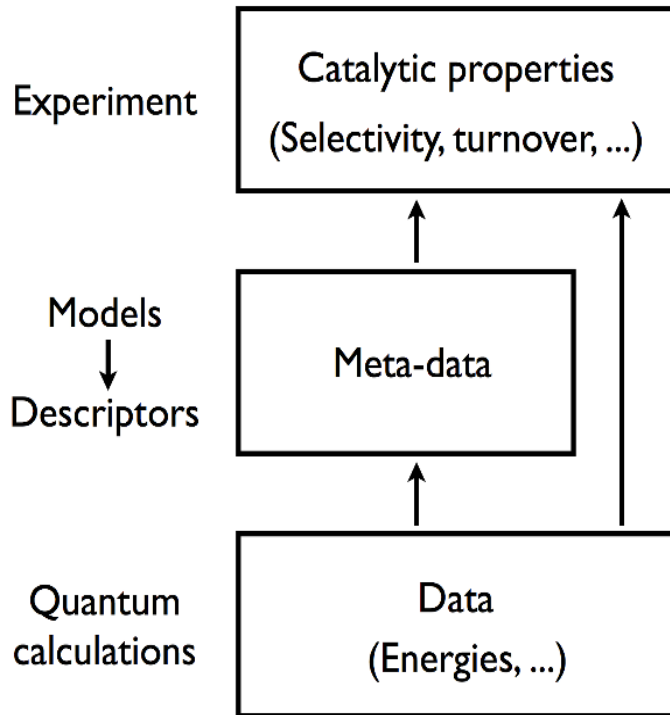 Experiment
Catalytic properties
(Selectivity, turnover, ...)
Models
Descriptors
Meta-data
Quantum
calculations
Data
(Energies, ...)